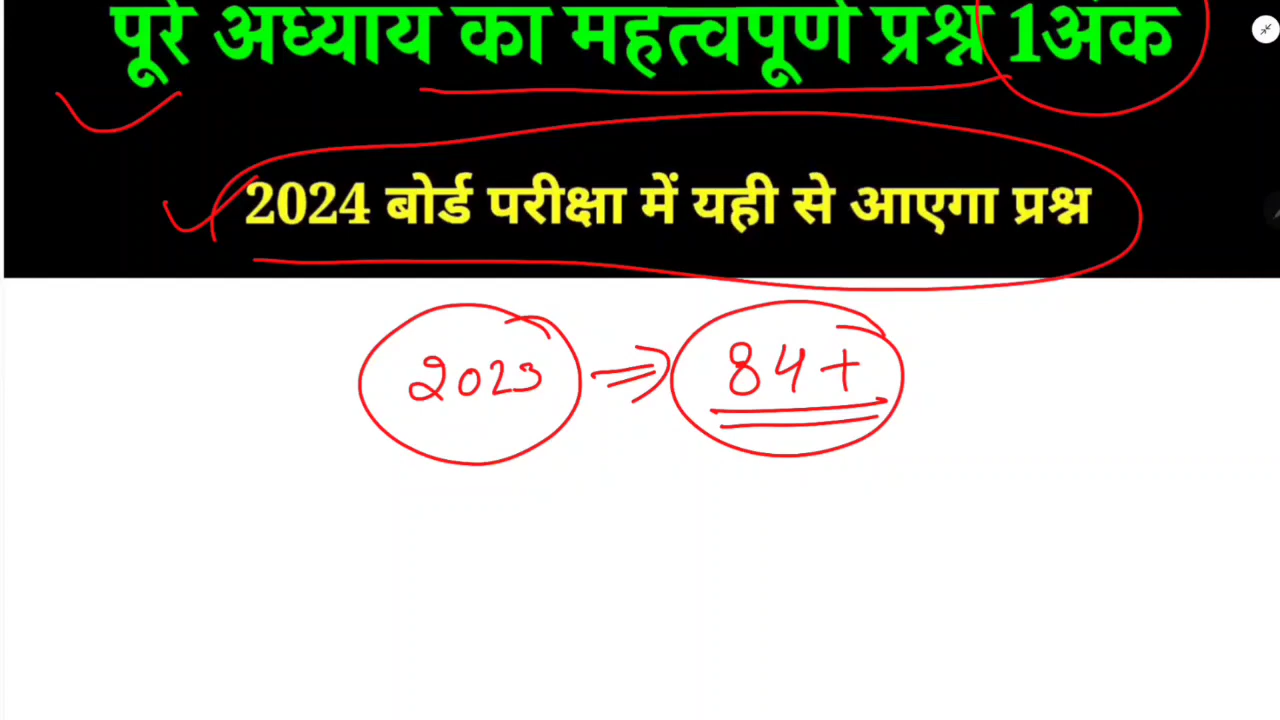 पूरे अध्याय का महत्वपूर्ण प्रश्न 1अंक
2024 बोर्ड परीक्षा में यही से आएगा प्रश्न
2023 ⇒ 84+